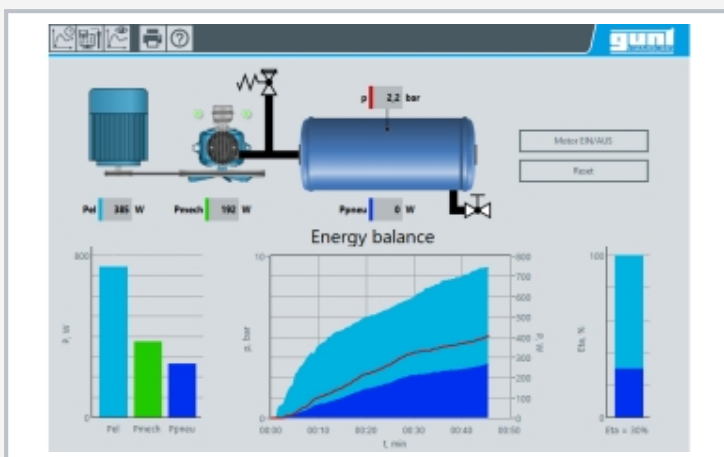 gunt
p 2,2 bar
Motor EIN/AUS
Reset
Pel 385 W Pmech 192 W Ppneu 0 W
Energy balance
800
P, W
0
Pel Pmech Ppneu
10
p, bar
0
800
700
600
500
400
300
200
100
0
P, W
00:00 00:10 00:20 00:30 00:40 00:50
t, min
100
Eta, %
0
Eta = 30%